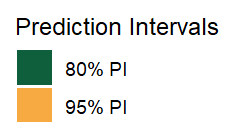 Prediction Intervals
80% PI
95% PI